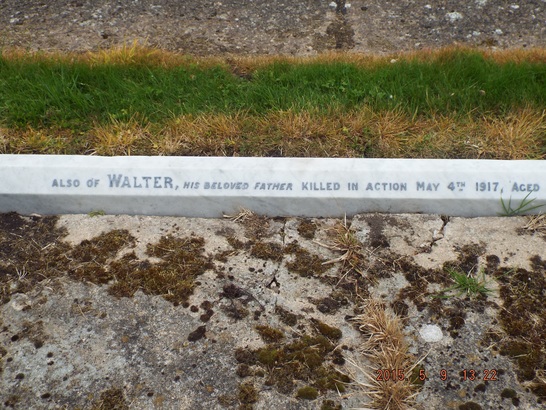 ALSO OF WALTER, HIS BELOVED FATHER KILLED IN ACTION MAY 4TH 1917, AGED
2015. 5. 9 13:22